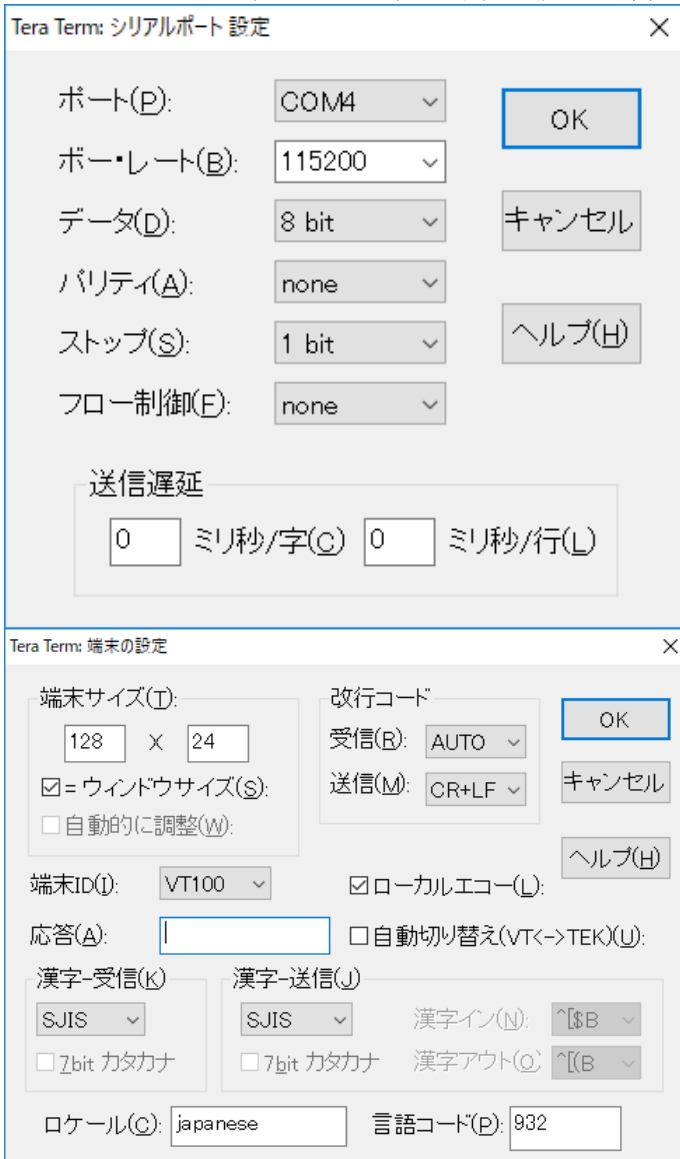 Tera Term: シリアルポート 設定
ポート(P): COM4
OK
ボー・レート(B): 115200
データ(D): 8 bit
キャンセル
パリティ(A): none
ストップ(S): 1 bit
ヘルプ(H)
フロー制御(F): none
送信遅延
0 ミリ秒/字(C) 0 ミリ秒/行(L)
Tera Term: 端末の設定
端末サイズ(T):
128 X 24
=ウィンドウサイズ(S):
自動的に調整(W):
改行コード
受信(R): AUTO
送信(M): CR+LF
OK
キャンセル
ヘルプ(H)
端末ID(I): VT100
ローカルエコー(L):
応答(A):
自動切り替え(VT<->TEK)(U):
漢字-受信(K)
SJIS
7bit カタカナ
漢字-送信(J)
SJIS
漢字イン(N): ^[$B
7bit カタカナ
漢字アウト(O) ^[(B
ロケール(C): japanese
言語コード(P): 932